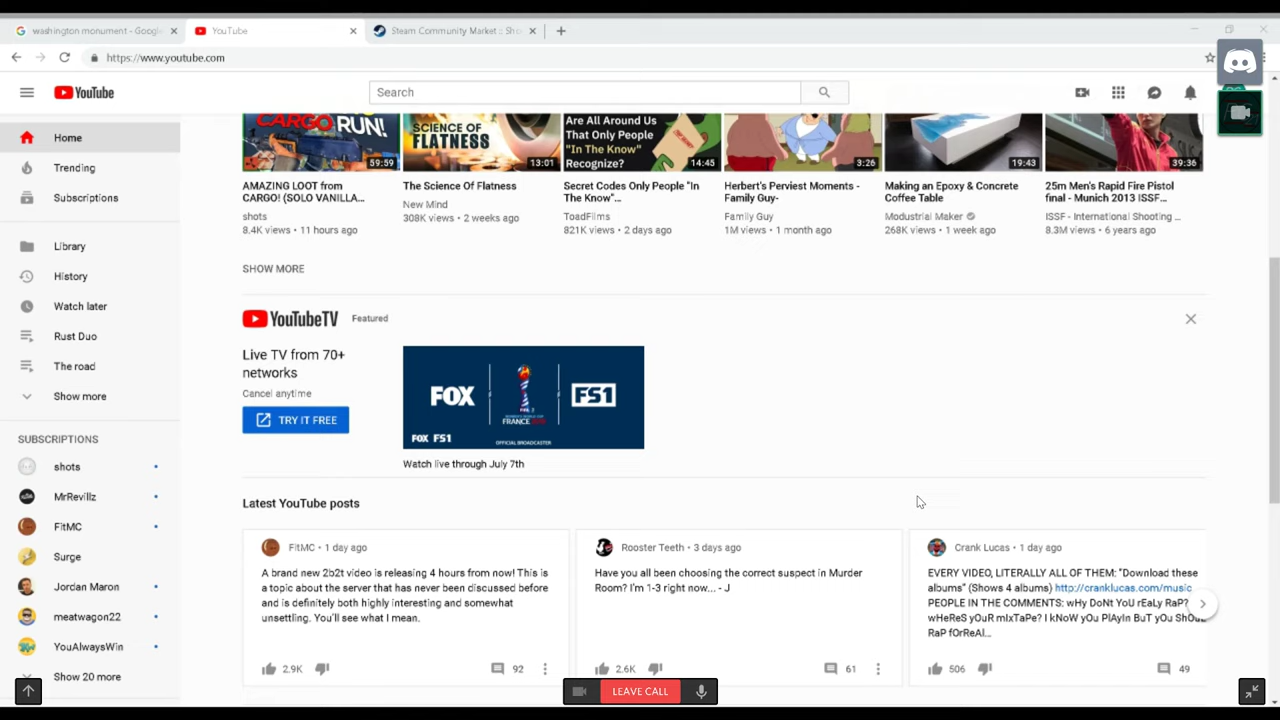 washington monument - Google
YouTube
Steam Community Market :: Sho
https://www.youtube.com
YouTube
Search
Home
Trending
Subscriptions
Library
History
Watch later
Rust Duo
The road
Show more
SUBSCRIPTIONS
shots
MrRevillz
FitMC
Surge
Jordan Maron
meatwagon22
YouAlwaysWin
Show 20 more
CARGO RUN!
59:59
AMAZING LOOT from
CARGO! (SOLO VANILLA...
shots
8.4K views • 11 hours ago
SCIENCE OF
FLATNESS
13:01
The Science Of Flatness
New Mind
308K views • 2 weeks ago
Are All Around Us
That Only People
"In The Know"
Recognize?
14:45
Secret Codes Only People "In
The Know"...
ToadFilms
821K views • 2 days ago
3:26
Herbert's Perviest Moments -
Family Guy-
Family Guy
1M views • 1 month ago
19:43
Making an Epoxy & Concrete
Coffee Table
Modustrial Maker
268K views • 1 week ago
39:36
25m Men's Rapid Fire Pistol
final - Munich 2013 ISSF...
ISSF - International Shooting ...
8.3M views • 6 years ago
SHOW MORE
YouTubeTV
Featured
Live TV from 70+
networks
Cancel anytime
TRY IT FREE
FOX
FRANCE
FS1
FOX FS1
OFFICIAL BROADCASTER
Watch live through July 7th
Latest YouTube posts
FitMC • 1 day ago
A brand new 2b2t video is releasing 4 hours from now! This is
a topic about the server that has never been discussed before
and is definitely both highly interesting and somewhat
unsettling. You'll see what I mean.
2.9K
92
Rooster Teeth • 3 days ago
Have you all been choosing the correct suspect in Murder
Room? I'm 1-3 right now... - J
2.6K
61
Crank Lucas • 1 day ago
EVERY VIDEO, LITERALLY ALL OF THEM: "Download these
albums" (Shows 4 albums) http://cranklucas.com/music
PEOPLE IN THE COMMENTS: wHy DoNt YoU rEaLy RaP?
wHeReS yOuR mIxTaPe? I kNoW yOu PlAyIn BuT yOu ShOuL
RaP fOrReAl...
506
49
LEAVE CALL